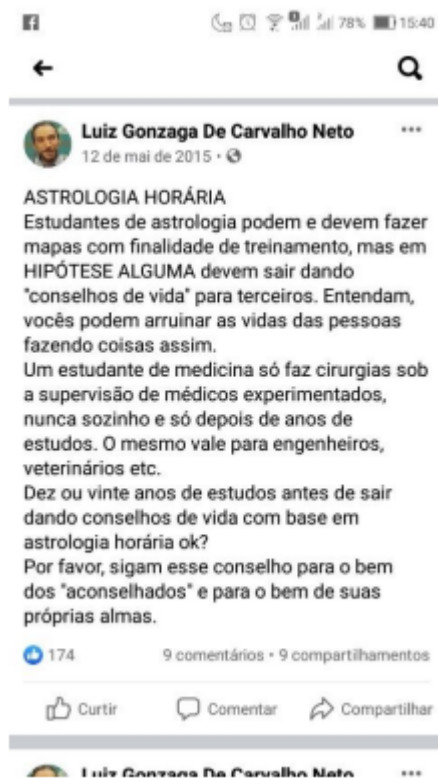 78% 15:40
Luiz Gonzaga De Carvalho Neto
12 de mai de 2015 ·
ASTROLOGIA HORÁRIA
Estudantes de astrologia podem e devem fazer
mapas com finalidade de treinamento, mas em
HIPÓTESE ALGUMA devem sair dando
"conselhos de vida" para terceiros. Entendam,
vocês podem arruinar as vidas das pessoas
fazendo coisas assim.
Um estudante de medicina só faz cirurgias sob
a supervisão de médicos experimentados,
nunca sozinho e só depois de anos de
estudos. O mesmo vale para engenheiros,
veterinários etc.
Dez ou vinte anos de estudos antes de sair
dando conselhos de vida com base em
astrologia horária ok?
Por favor, sigam esse conselho para o bem
dos "aconselhados" e para o bem de suas
próprias almas.
174 9 comentários · 9 compartilhamentos
Curtir Comentar Compartilhar
Luiz Gonzaga De Carvalho Neto